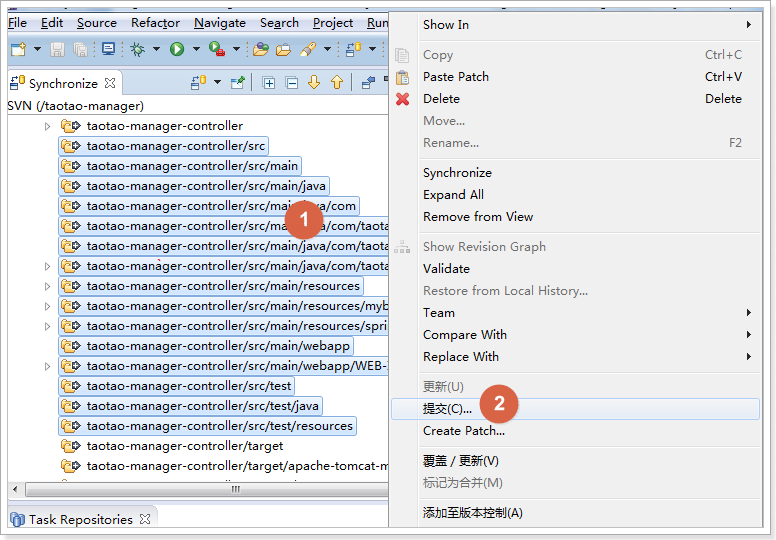 File Edit Source Refactor Navigate Search Project Run
Synchronize
SVN (/taotao-manager)
taotao-manager-controller
taotao-manager-controller/src
taotao-manager-controller/src/main
taotao-manager-controller/src/main/java
taotao-manager-controller/src/main/java/com
taotao-manager-controller/src/main/java/com/taota
taotao-manager-controller/src/main/java/com/taota
taotao-manager-controller/src/main/java/com/taota
taotao-manager-controller/src/main/resources
taotao-manager-controller/src/main/resources/myb
taotao-manager-controller/src/main/resources/spri
taotao-manager-controller/src/main/webapp
taotao-manager-controller/src/main/webapp/WEB-
taotao-manager-controller/src/test
taotao-manager-controller/src/test/java
taotao-manager-controller/src/test/resources
taotao-manager-controller/target
taotao-manager-controller/target/apache-tomcat-m
Task Repositories
1
Show In
Copy Ctrl+C
Paste Patch Ctrl+V
Delete Delete
Move...
Rename... F2
Synchronize
Expand All
Remove from View
Show Revision Graph
Validate
Restore from Local History...
Team
Compare With
Replace With
更新(U)
提交(C)... 2
Create Patch...
覆盖 / 更新(V)
标记为合并(M)
添加至版本控制(A)